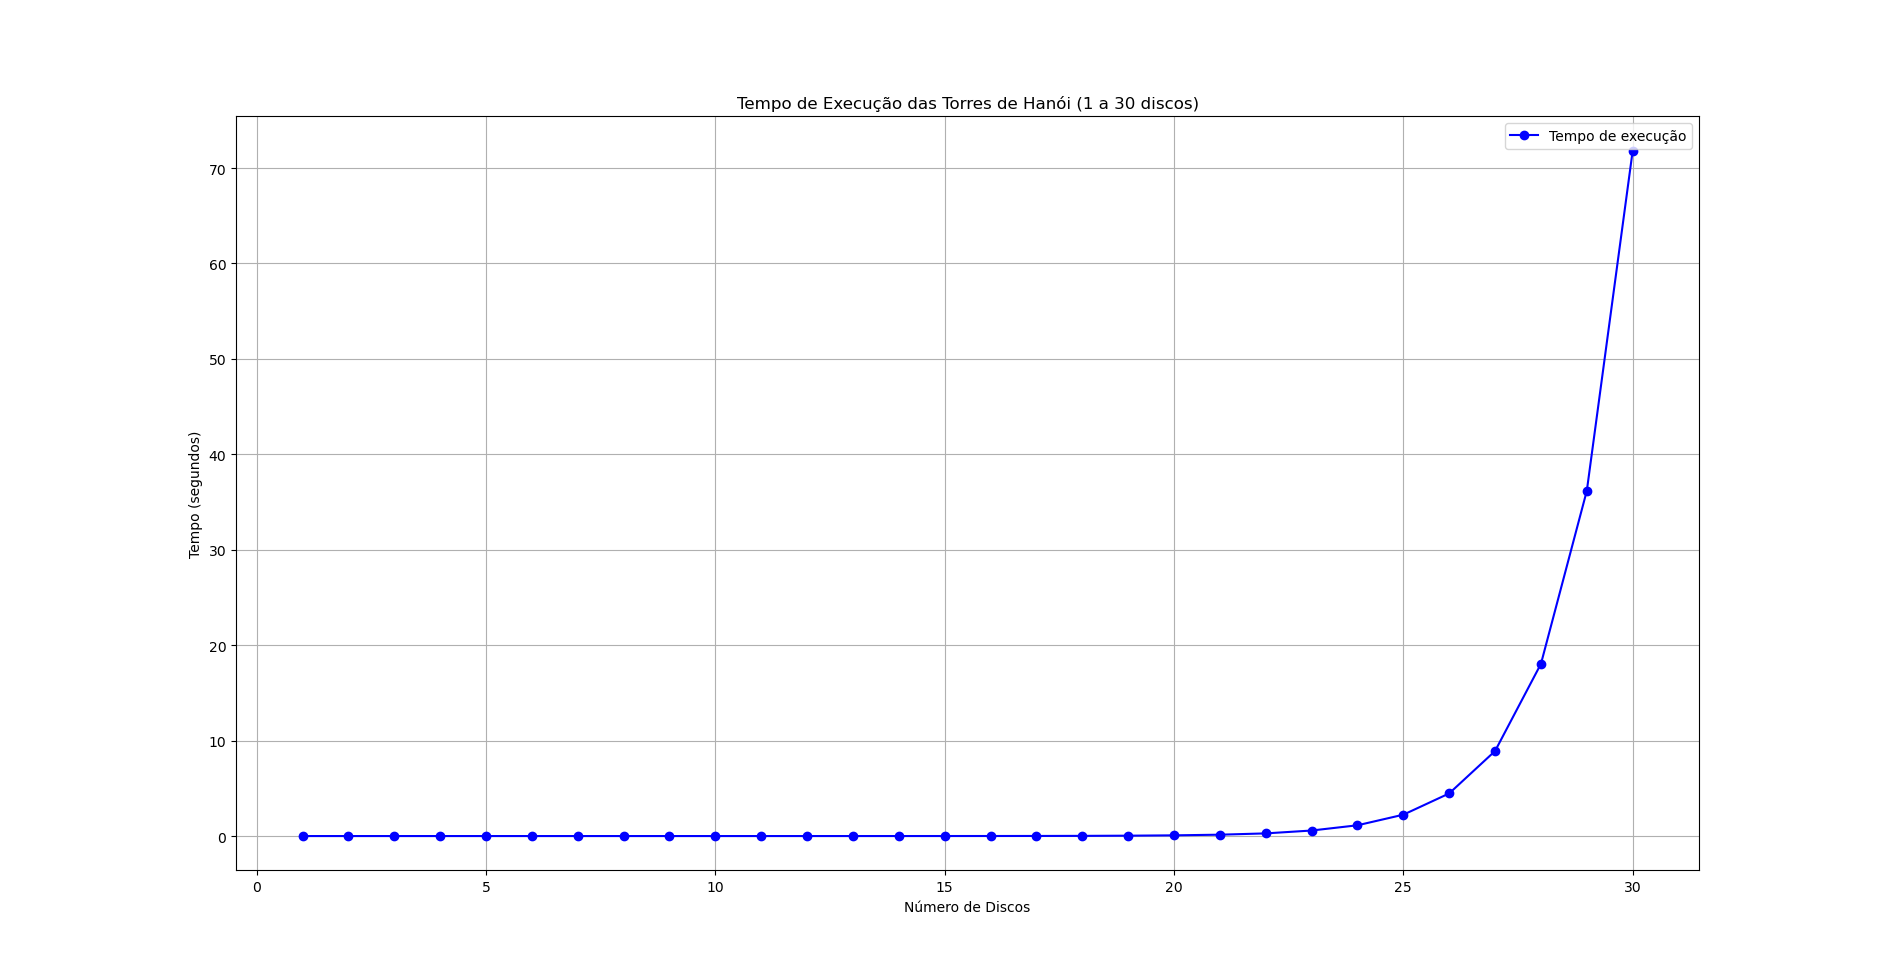 Tempo de Execução das Torres de Hanói (1 a 30 discos)
Tempo de execução
70
60
50
40
30
20
10
0
Tempo (segundos)
0 5 10 15 20 25 30
Número de Discos